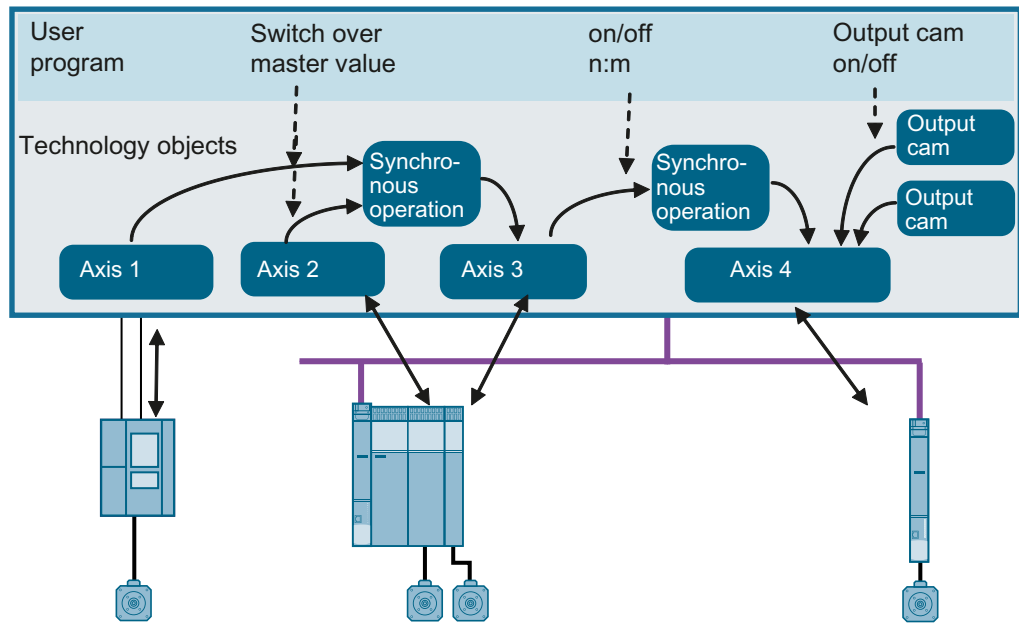 User
program
Switch over
master value
on/off
n:m
Output cam
on/off
Technology objects
Synchro-
nous
operation
Synchro-
nous
operation
Output
cam
Output
cam
Axis 1
Axis 2
Axis 3
Axis 4